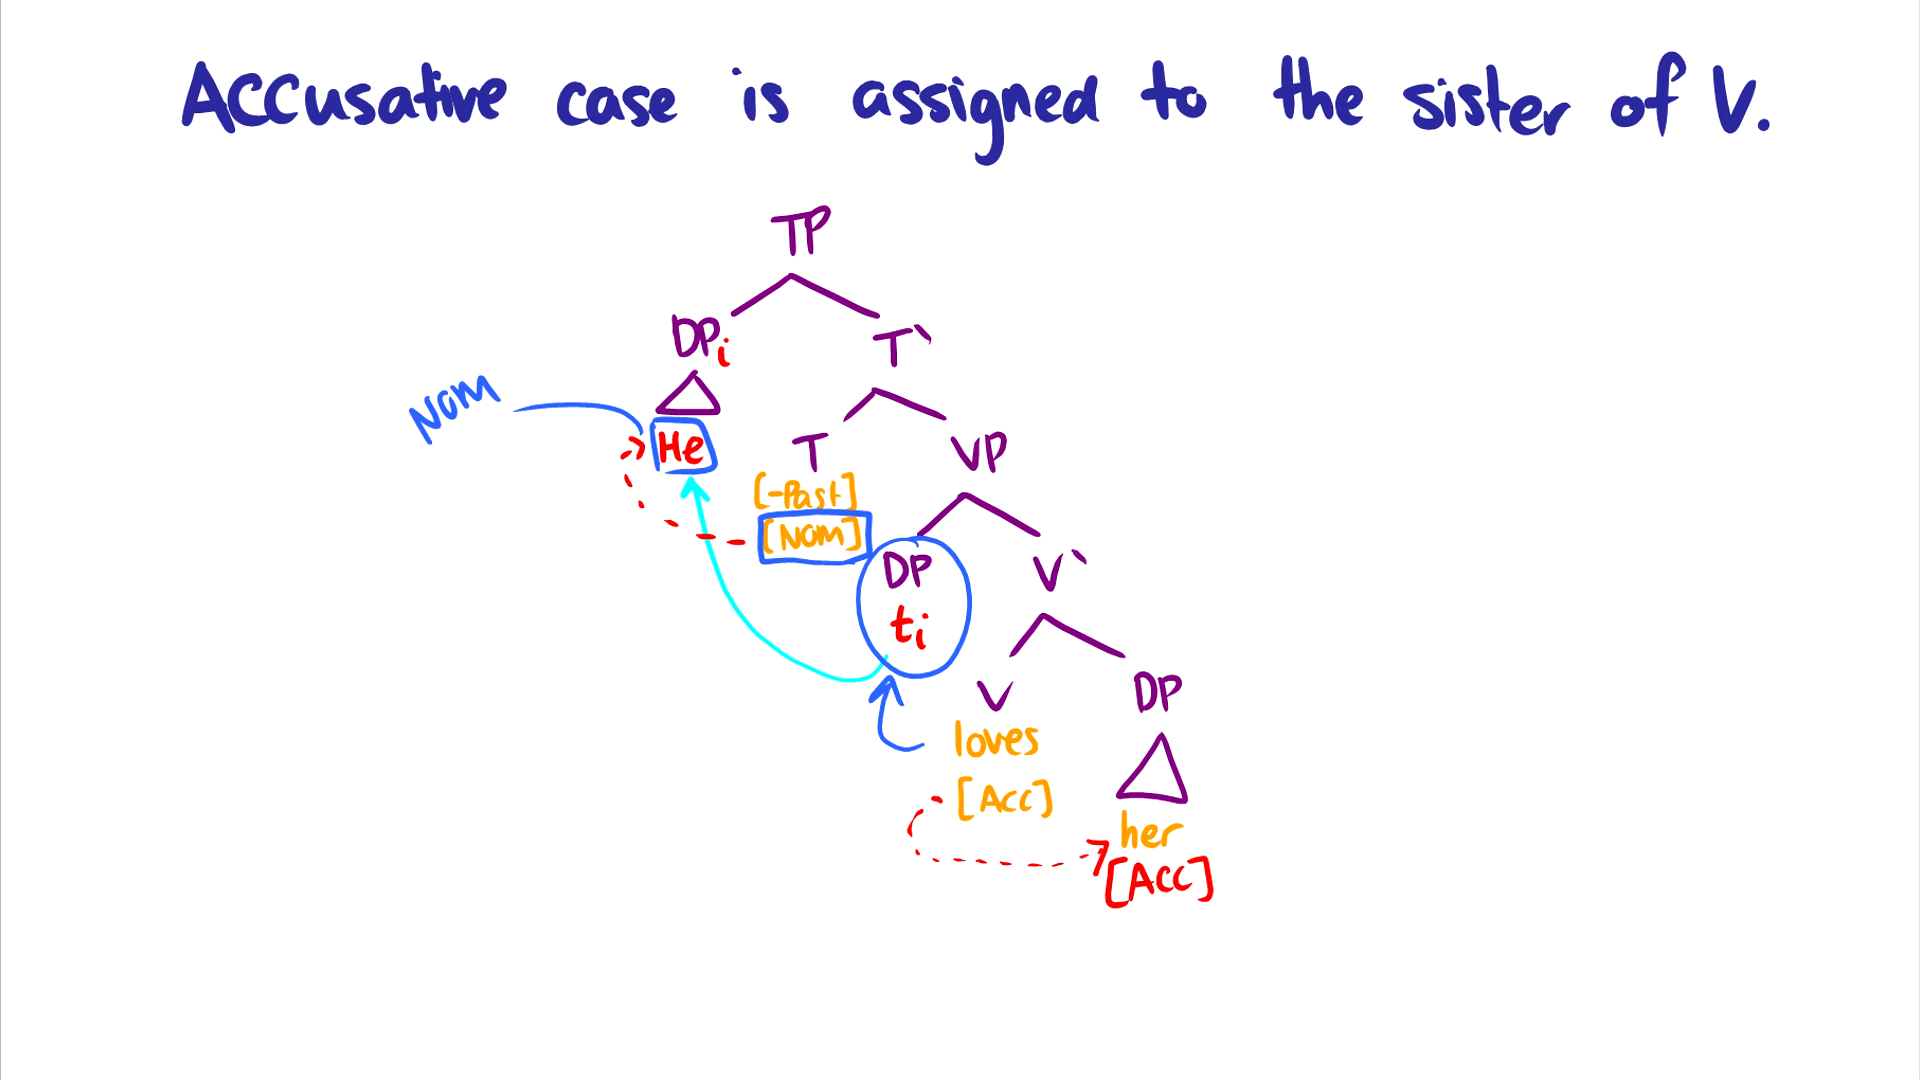 Accusative case is assigned to the sister of V.
TP
DPi
T`
NOM
He
T
VP
[-Past]
[NOM]
DP
V`
ti
V
DP
loves
[Acc]
her
[Acc]